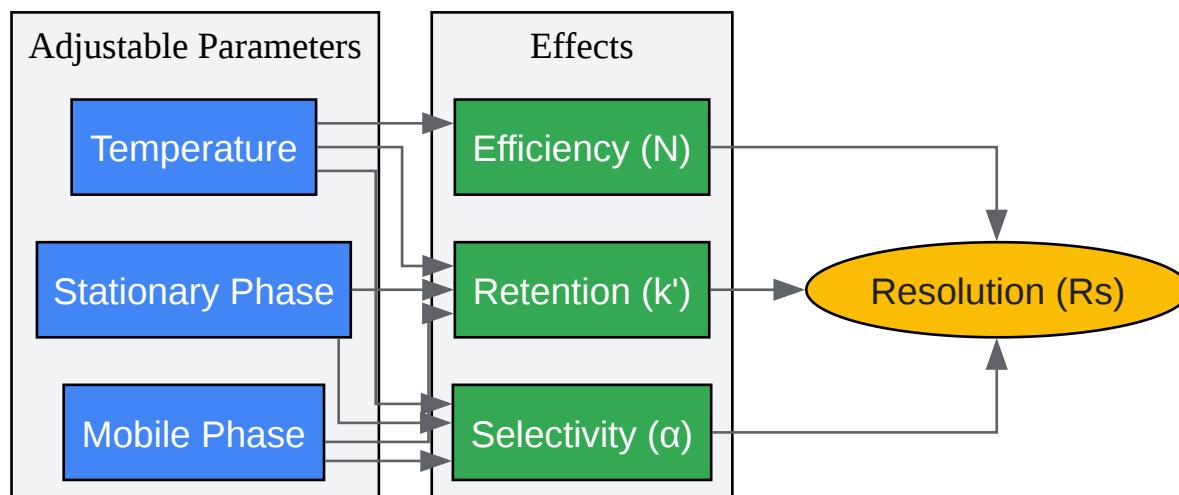 Adjustable Parameters
Effects
Temperature
Efficiency (N)
Stationary Phase
Retention (k')
Resolution (Rs)
Mobile Phase
Selectivity (α)